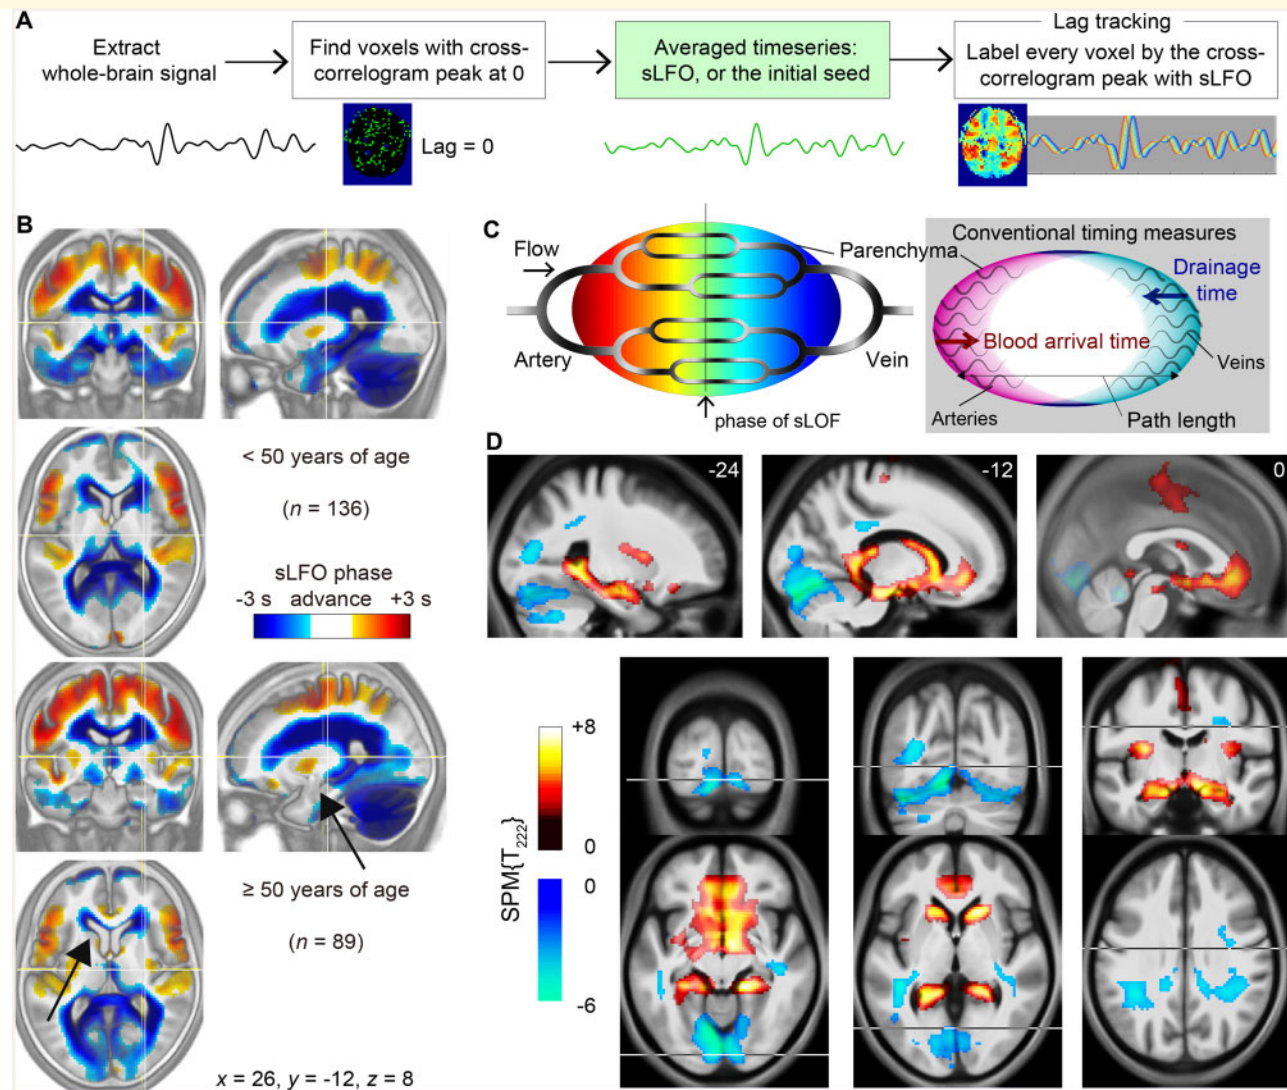 A
Extract
whole-brain signal
Find voxels with cross-
correlogram peak at 0
Averaged timeseries:
sLFO, or the initial seed
Lag tracking
Label every voxel by the cross-
correlogram peak with sLFO
Lag = 0
B
< 50 years of age
(n = 136)
sLFO phase
-3 s advance +3 s
≥ 50 years of age
(n = 89)
x = 26, y = -12, z = 8
C
Flow
Artery
Parenchyma
Vein
phase of sLOF
Conventional timing measures
Drainage
time
Blood arrival time
Veins
Arteries
Path length
D
-24
-12
0
SPM{T222}
+8
0
0
-6